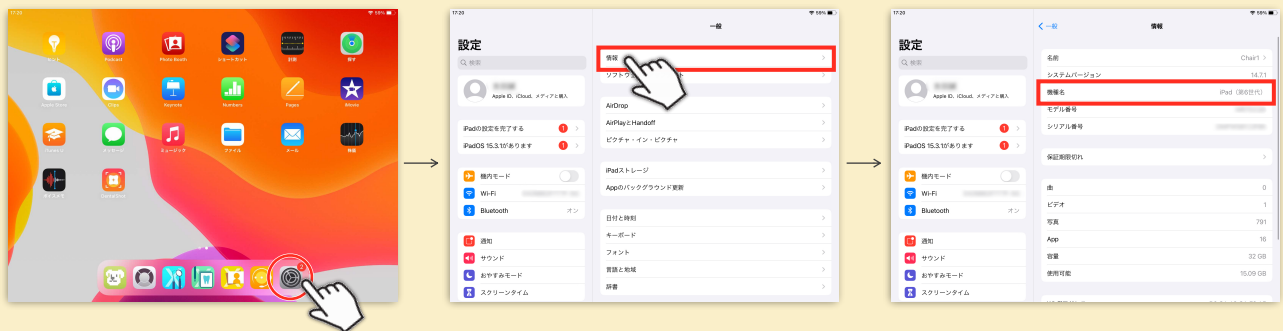 17:20
59%
ヒント
Podcast
Photo Booth
ショートカット
計測
探す
Apple Store
Clips
Keynote
Numbers
Pages
iMovie
メッセージ
ミュージック
ファイル
メール
株価
2
17:20
59%
設定
検索
Apple ID、iCloud、メディアと購入
iPadの設定を完了する
1
iPadOS 15.3.1があります
1
機内モード
Wi-Fi
Bluetooth
オン
通知
サウンド
おやすみモード
スクリーンタイム
一般
情報
AirDrop
AirPlayとHandoff
ピクチャ・イン・ピクチャ
iPadストレージ
Appのバックグラウンド更新
日付と時刻
キーボード
フォント
言語と地域
辞書
17:20
59%
設定
検索
Apple ID、iCloud、メディアと購入
iPadの設定を完了する
1
iPadOS 15.3.1があります
1
機内モード
Wi-Fi
Bluetooth
オン
通知
サウンド
おやすみモード
スクリーンタイム
一般
情報
名前 Chair1
システムバージョン 14.7.1
機種名 iPad（第6世代）
モデル番号
シリアル番号
保証期限切れ
曲 0
ビデオ 1
写真 791
App 16
容量 32 GB
使用可能 15.09 GB